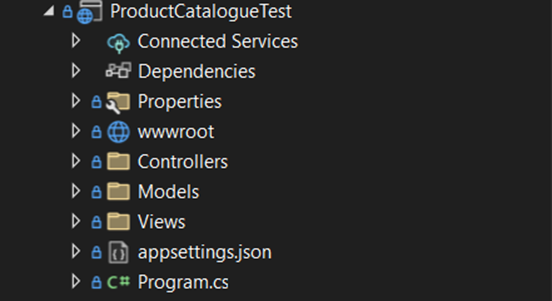 ProductCatalogueTest
Connected Services
Dependencies
Properties
wwwroot
Controllers
Models
Views
appsettings.json
C# Program.cs